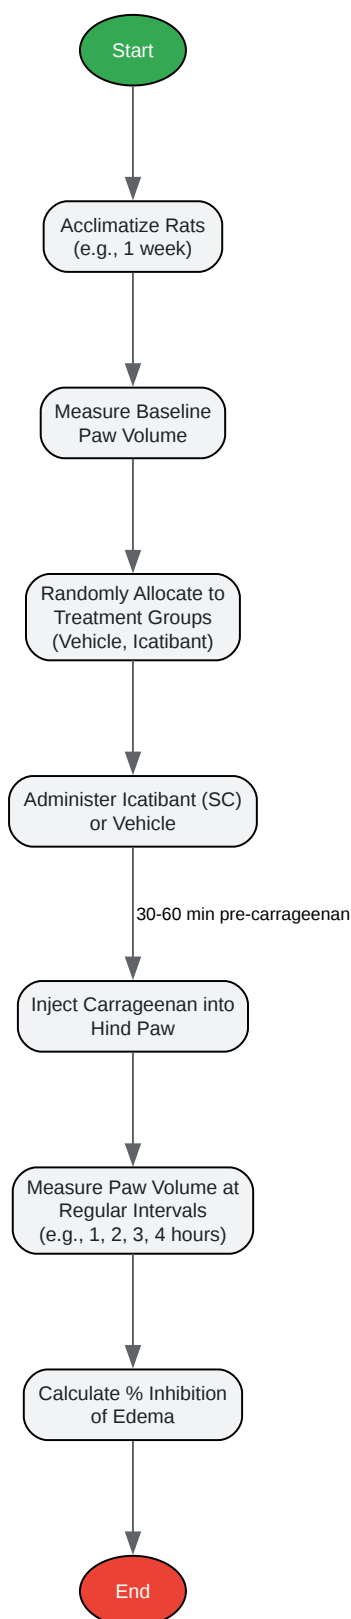 Start
Acclimatize Rats
(e.g., 1 week)
Measure Baseline
Paw Volume
Randomly Allocate to
Treatment Groups
(Vehicle, Icatibant)
Administer Icatibant (SC)
or Vehicle
30-60 min pre-carrageenan
Inject Carrageenan into
Hind Paw
Measure Paw Volume at
Regular Intervals
(e.g., 1, 2, 3, 4 hours)
Calculate % Inhibition
of Edema
End